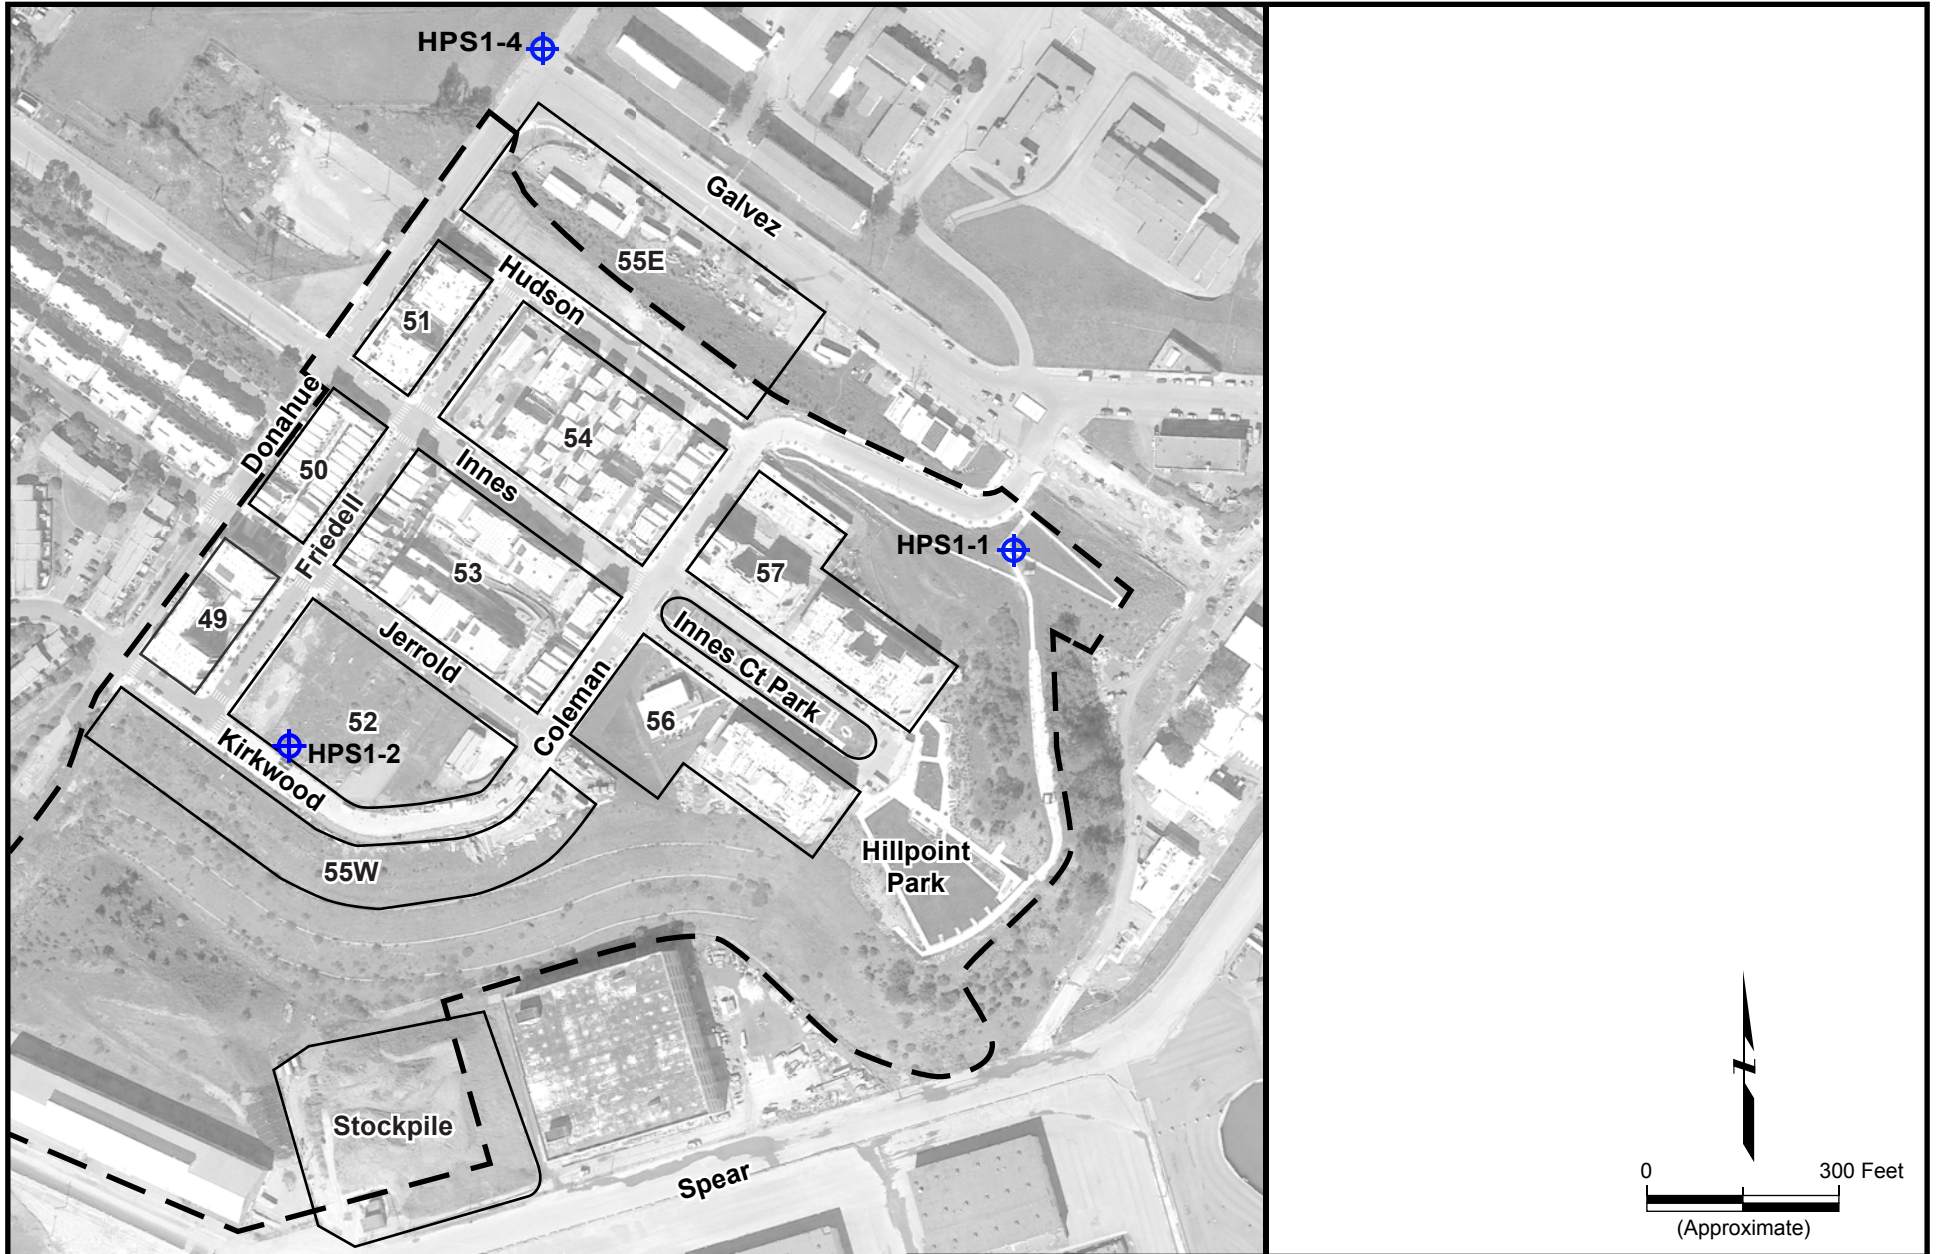 HPS1-4
Galvez
55E
Hudson
51
Donahue
54
50
Innes
Friedell
HPS1-1
53
57
49
Jerrold
Innes Ct Park
52
Coleman
56
HPS1-2
Kirkwood
Hillpoint
Park
55W
Stockpile
Spear
N
0 300 Feet
(Approximate)